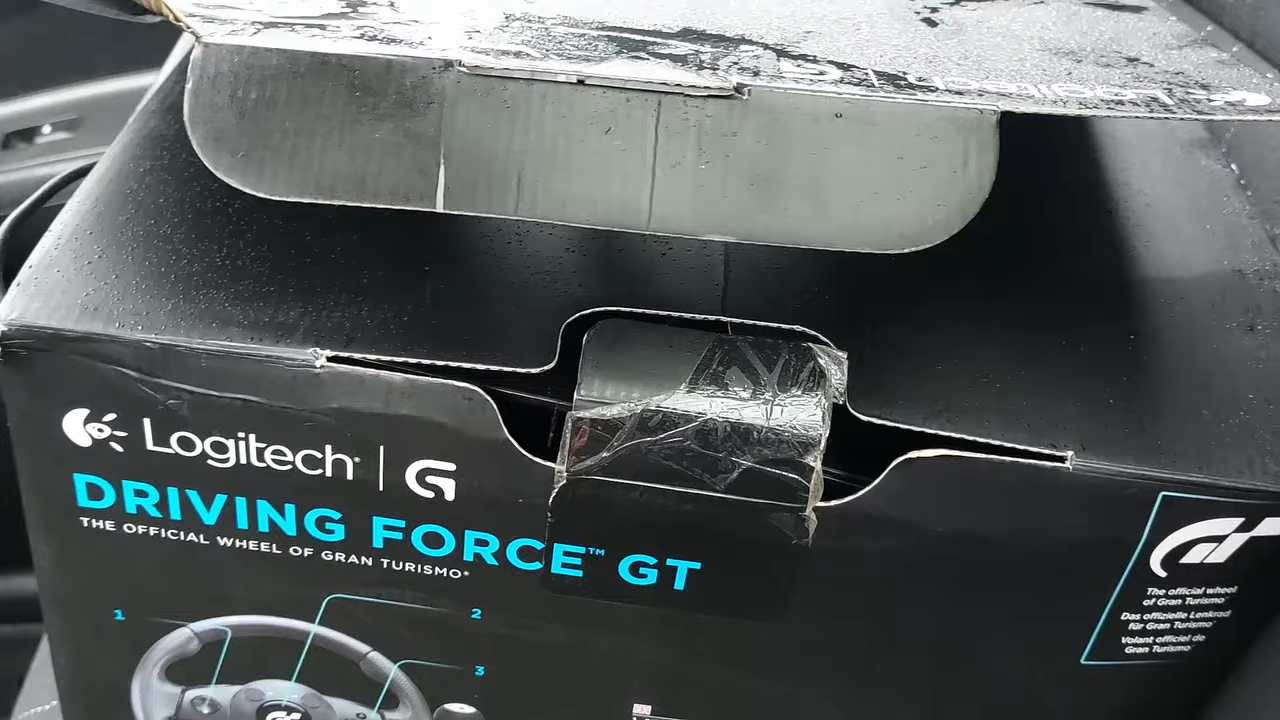 Logitech | G
Logitech G
DRIVING FORCE™ GT
THE OFFICIAL WHEEL OF GRAN TURISMO®
1
2
3
The official wheel
of Gran Turismo
Das offizielle Lenkrad
für Gran Turismo
Volant officiel de
Gran Turismo